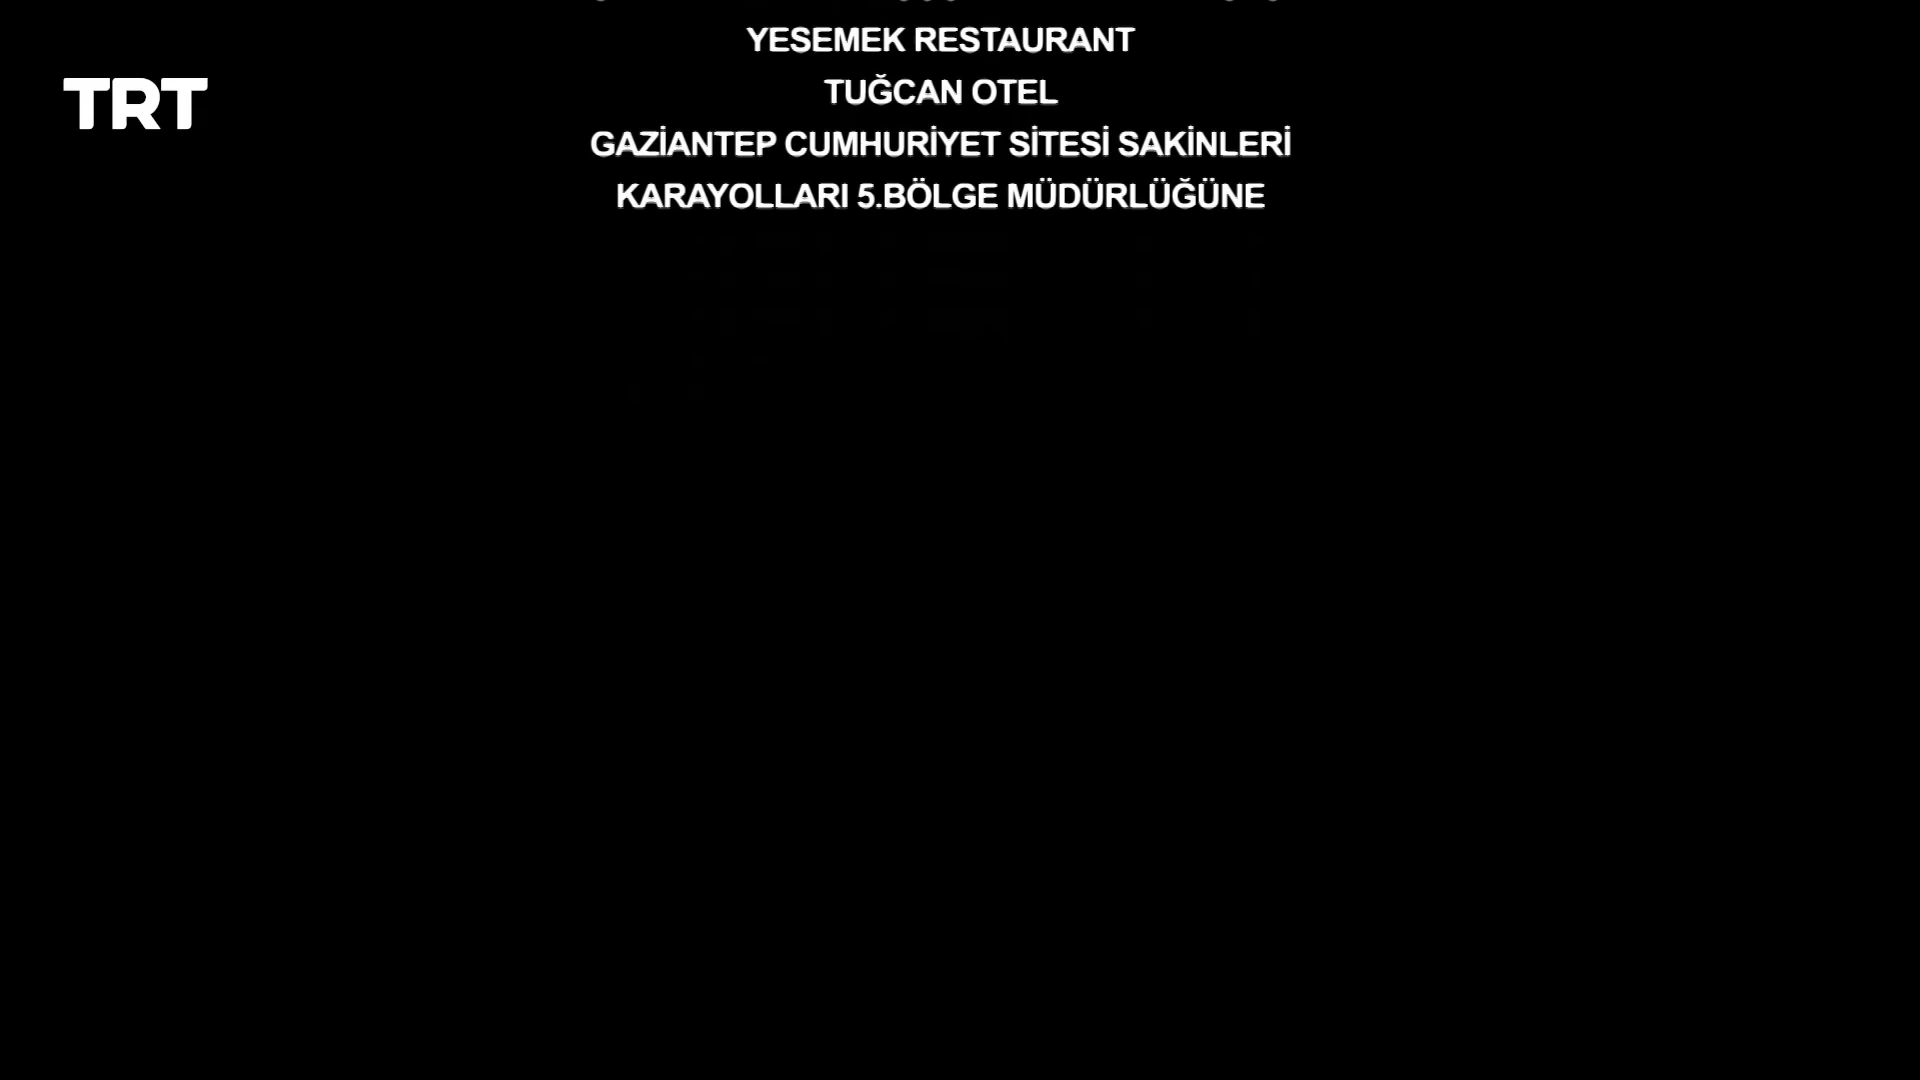 YESEMEK RESTAURANT
TRT
TUĞCAN OTEL
GAZİANTEP CUMHURİYET SİTESİ SAKİNLERİ
KARAYOLLARI 5.BÖLGE MÜDÜRLÜĞÜNE